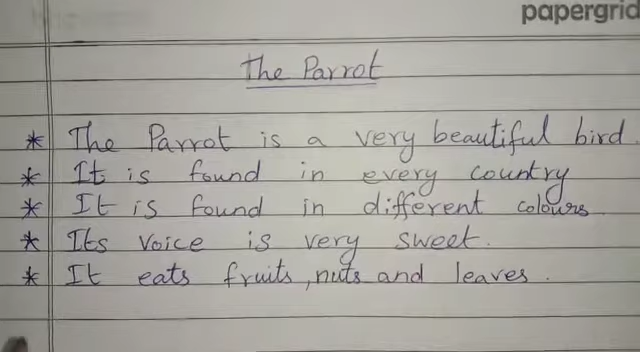 papergrid
The Parrot
* The Parrot is a very beautiful bird.
* It is found in every country
* It is found in different colours.
* Its voice is very sweet.
* It eats fruits, nuts and leaves.